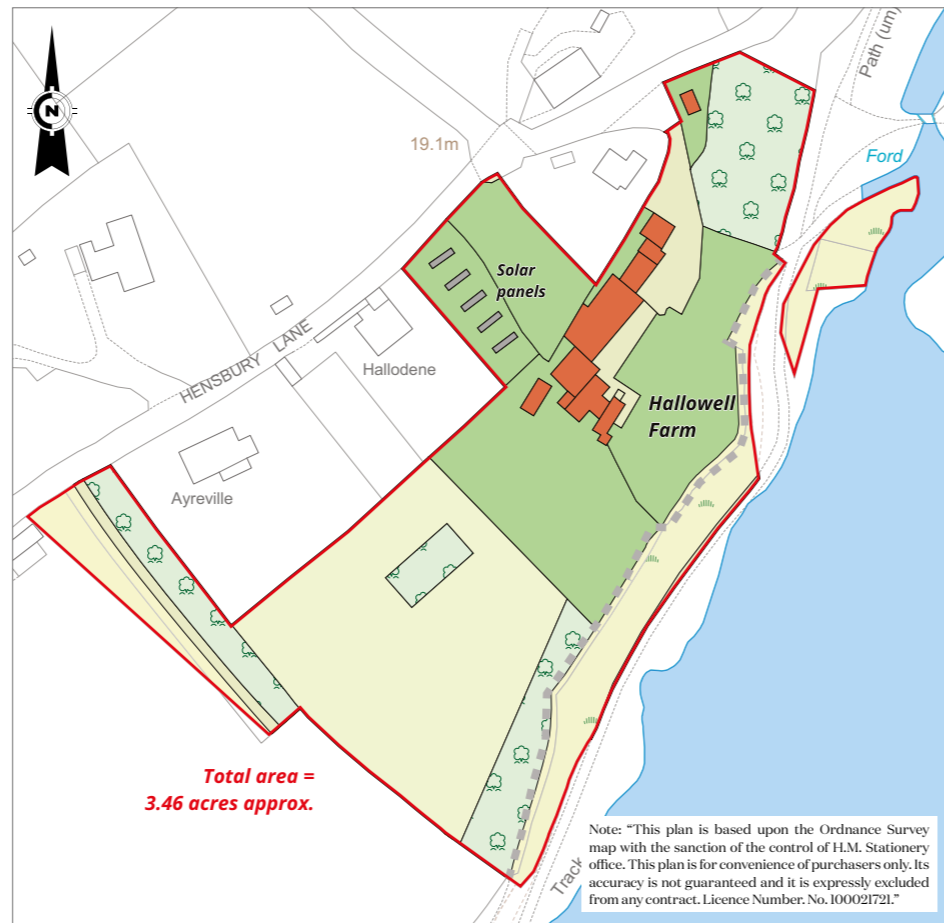 Path (um)
N
Ford
19.1m
Solar
panels
HENSBURY LANE
Hallodene
Hallowell
Farm
Ayreville
Total area =
3.46 acres approx.
Track
Note: “This plan is based upon the Ordnance Survey
map with the sanction of the control of H.M. Stationery
office. This plan is for convenience of purchasers only. Its
accuracy is not guaranteed and it is expressly excluded
from any contract. Licence Number. No. 100021721.”